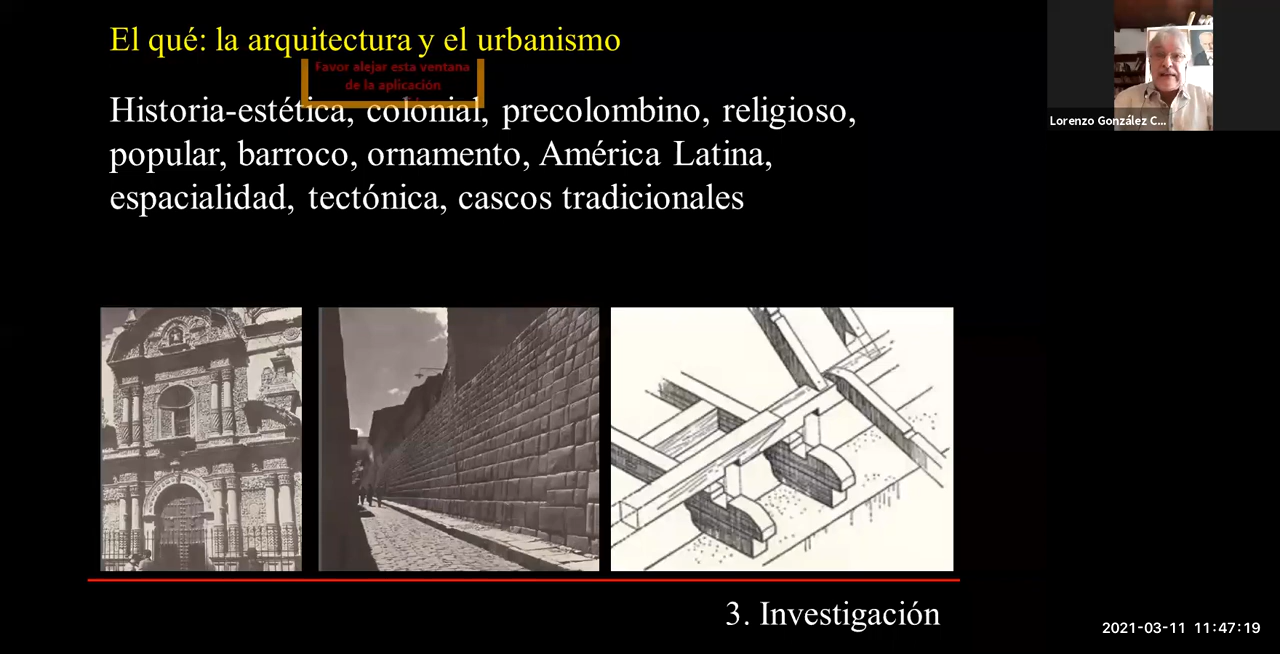 El qué: la arquitectura y el urbanismo
Favor alejar esta ventana
de la aplicación
Historia-estética, colonial, precolombino, religioso,
popular, barroco, ornamento, América Latina,
espacialidad, tectónica, cascos tradicionales
Lorenzo González C...
3. Investigación
2021-03-11 11:47:19